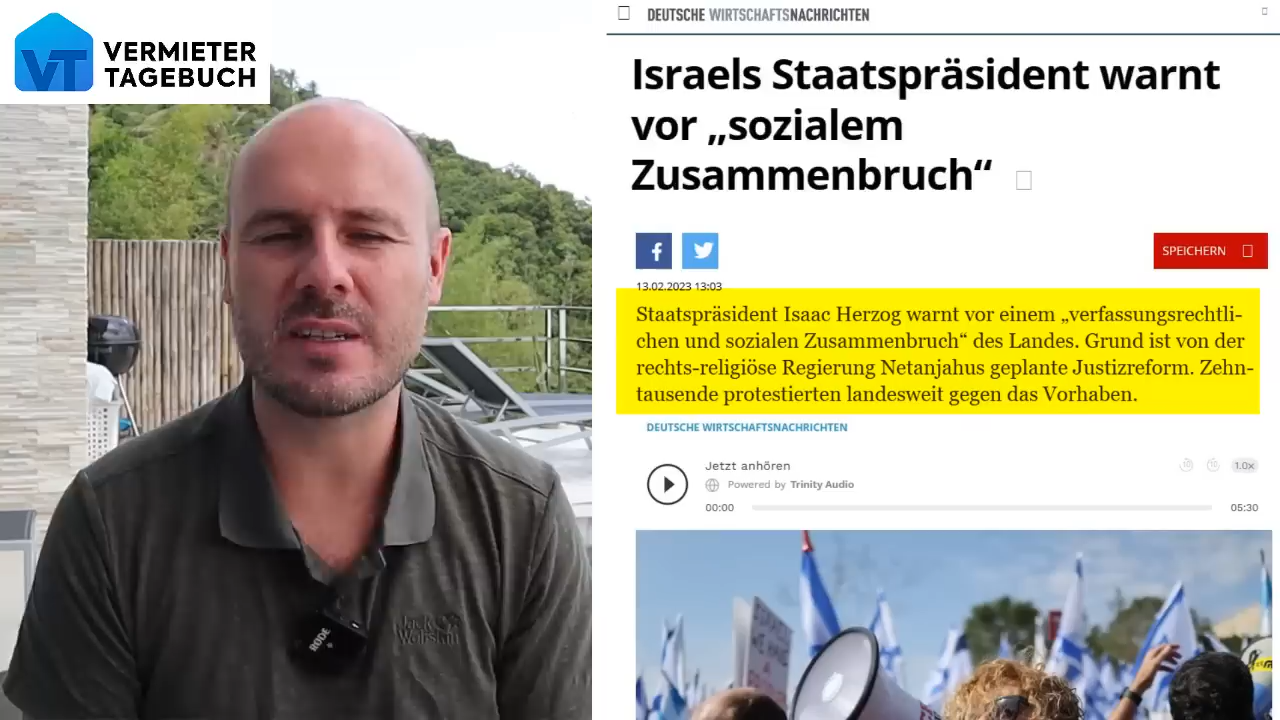 VERMIETER
TAGEBUCH
VT
DEUTSCHE WIRTSCHAFTSNACHRICHTEN
Israels Staatspräsident warnt
vor „sozialem
Zusammenbruch“
SPEICHERN
13.02.2023 13:03
Staatspräsident Isaac Herzog warnt vor einem „verfassungsrechtli-
chen und sozialen Zusammenbruch“ des Landes. Grund ist von der
rechts-religiöse Regierung Netanjahus geplante Justizreform. Zehn-
tausende protestierten landesweit gegen das Vorhaben.
DEUTSCHE WIRTSCHAFTSNACHRICHTEN
Jetzt anhören
Powered by Trinity Audio
1.0x
00:00
05:30
RODE
Jack
Wolfskin